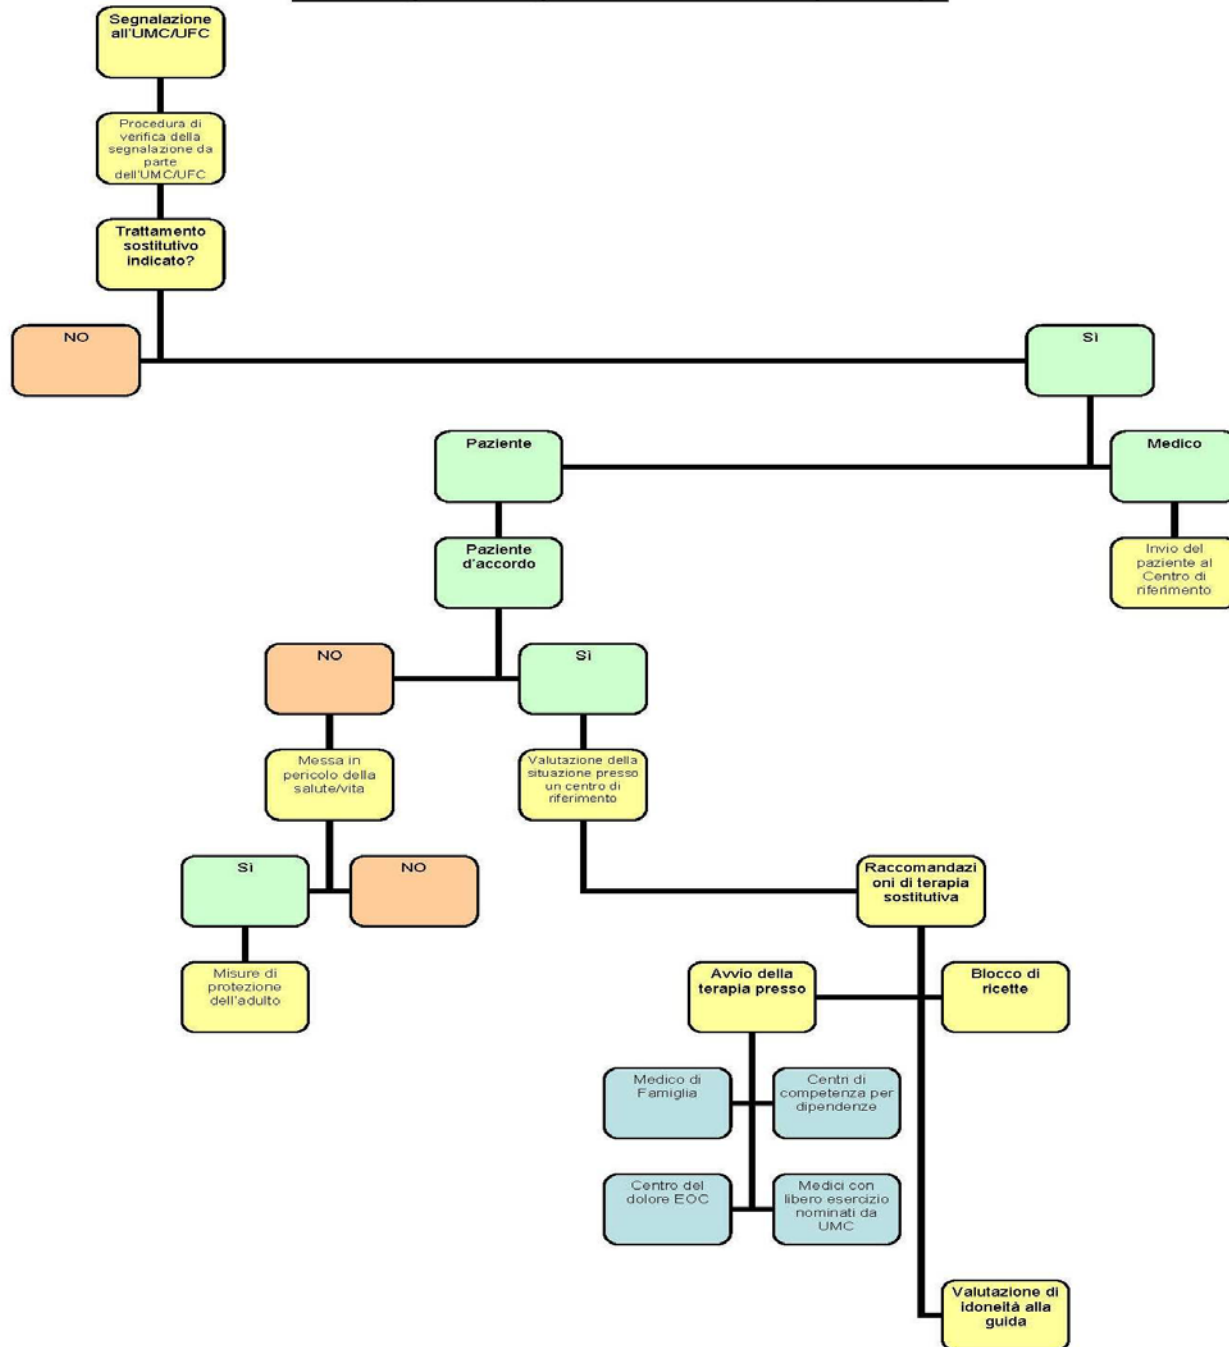 Segnalazione
all'UMC/UFC
Procedura di
verifica della
segnalazione da
parte
dell'UMC/UFC
Trattamento
sostitutivo
indicato?
NO
Sì
Paziente
Medico
Paziente
d'accordo
Invio del
paziente al
Centro di
riferimento
NO
Sì
Messa in
pericolo della
salute/vita
Valutazione della
situazione presso
un centro di
riferimento
Sì
NO
Raccomandazi
oni di terapia
sostitutiva
Misure di
protezione
dell'adulto
Avvio della
terapia presso
Blocco di
ricette
Medico di
Famiglia
Centri di
competenza per
dipendenze
Centro del
dolore EOC
Medici con
libero esercizio
nominati da
UMC
Valutazione di
idoneità alla
guida